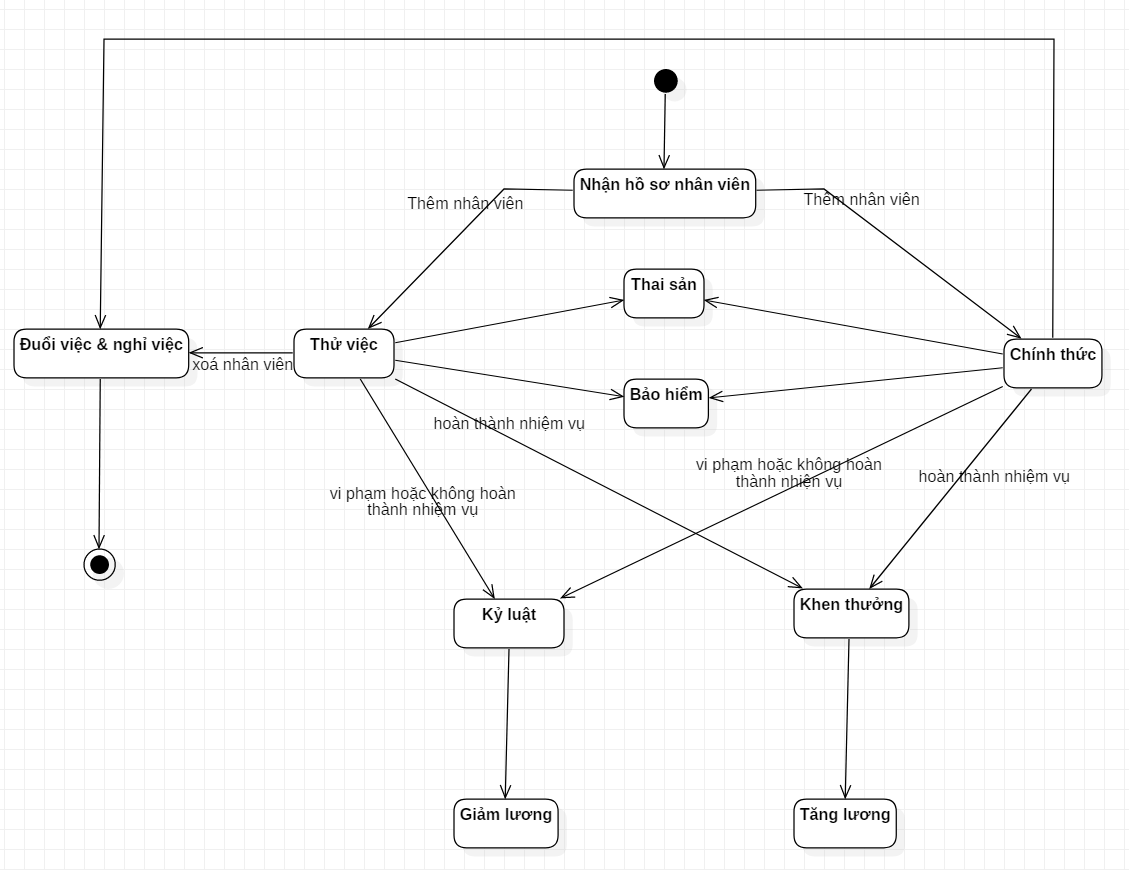 Nhận hồ sơ nhân viên
Thêm nhân viên
Thêm nhân viên
Thai sản
Đuổi việc & nghỉ việc
xoá nhân viên
Thử việc
Chính thức
Bảo hiểm
hoàn thành nhiệm vụ
vi phạm hoặc không hoàn
thành nhiện vụ
hoàn thành nhiệm vụ
vi phạm hoặc không hoàn
thành nhiệm vụ
Kỷ luật
Khen thưởng
Giảm lương
Tăng lương